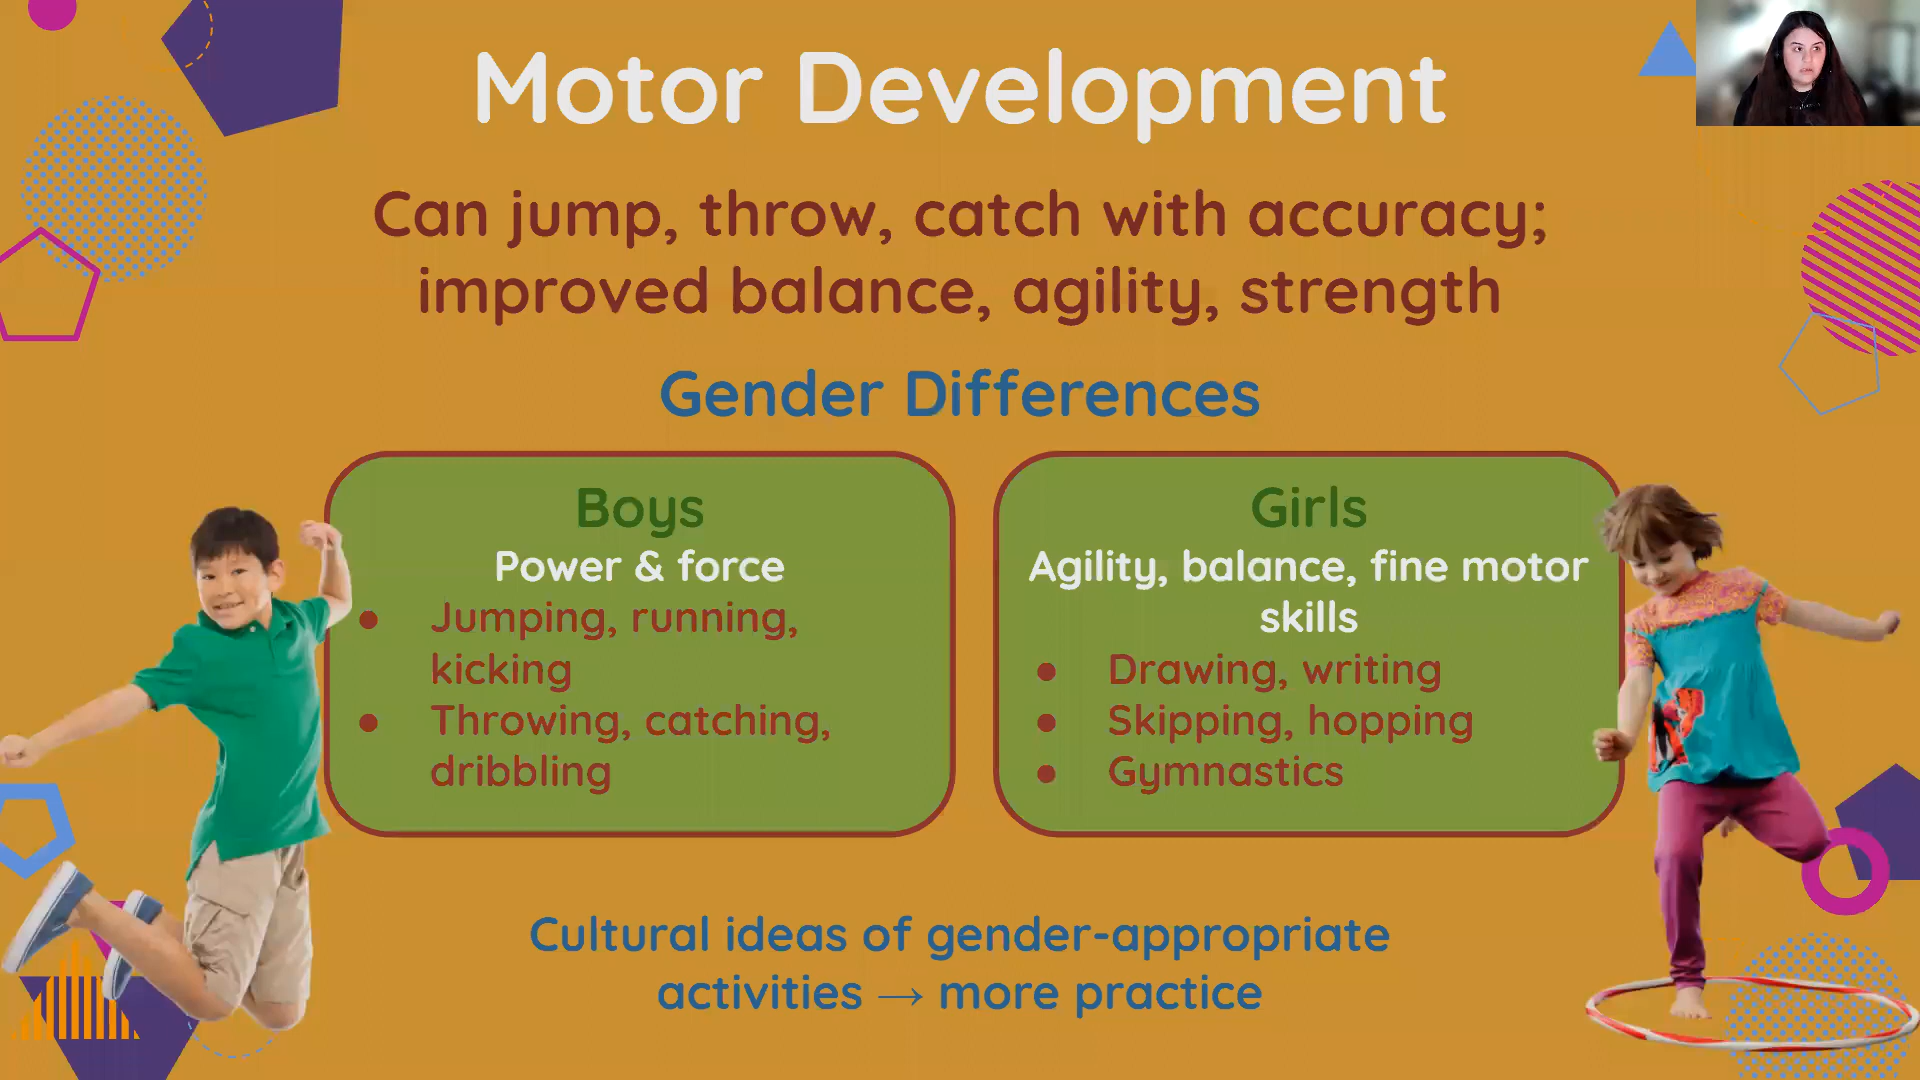 Motor Development
Can jump, throw, catch with accuracy;
improved balance, agility, strength
Gender Differences
Boys
Power & force
● Jumping, running,
kicking
● Throwing, catching,
dribbling
Girls
Agility, balance, fine motor
skills
● Drawing, writing
● Skipping, hopping
● Gymnastics
Cultural ideas of gender-appropriate
activities → more practice